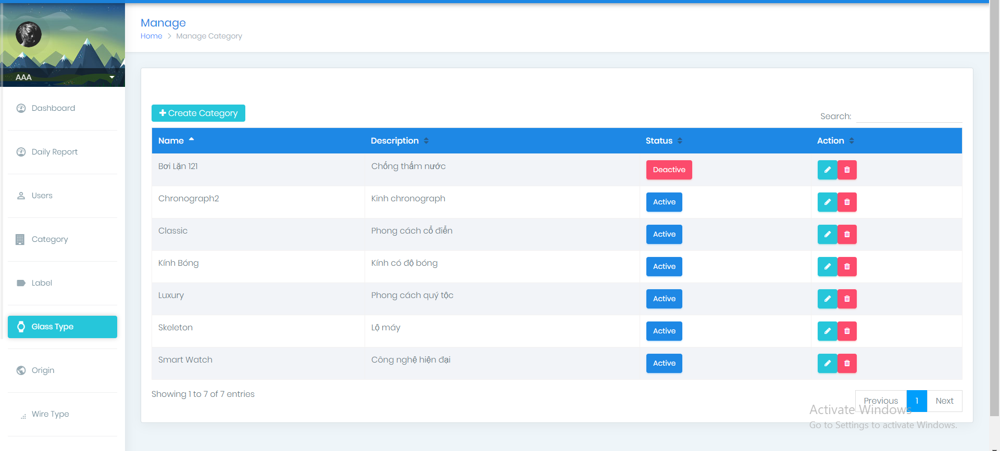 Manage
Home > Manage Category
AAA
Dashboard
Daily Report
Users
Category
Label
Glass Type
Origin
Wire Type
Create Category
Search:
Name Description Status Action
Bơi Lặn 121 Chống thấm nước Deactive
Chronograph2 Kinh chronograph Active
Classic Phong cách cổ điển Active
Kính Bóng Kính có độ bóng Active
Luxury Phong cách quý tộc Active
Skeleton Lộ máy Active
Smart Watch Công nghệ hiện đại Active
Showing 1 to 7 of 7 entries
Previous 1 Next
Activate Windows
Go to Settings to activate Windows.